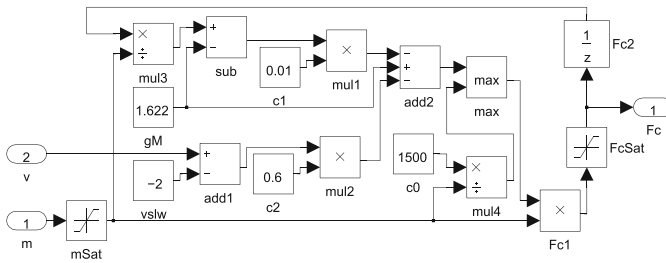 ×
÷
mul3
+
−
sub
0.01
c1
×
mul1
−
+
−
add2
max
max
1
z
Fc2
1
Fc
FcSat
1.622
gM
2
v
−2
vslw
+
−
add1
0.6
c2
×
mul2
1500
c0
×
÷
mul4
×
Fc1
1
m
mSat